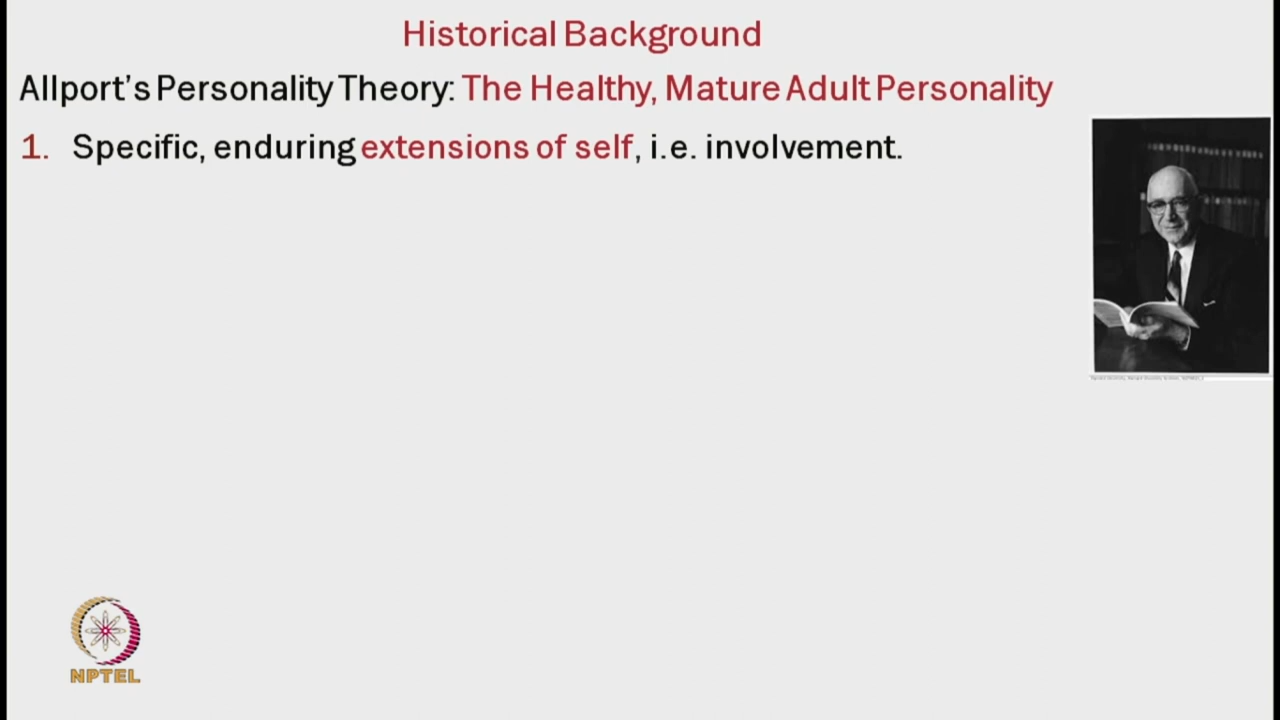 Historical Background
Allport's Personality Theory: The Healthy, Mature Adult Personality
1. Specific, enduring extensions of self, i.e. involvement.
NPTEL